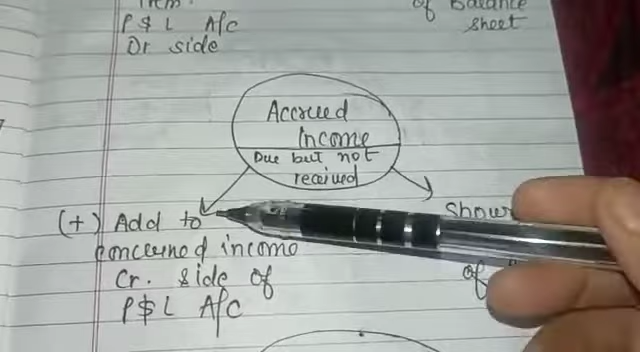 Item
P $ L A/c
Dr side
of Balance
sheet
Accrued
Income
Due but not
received
(+) Add to
concerned income
Cr. side of
P $ L A/C
Show
of